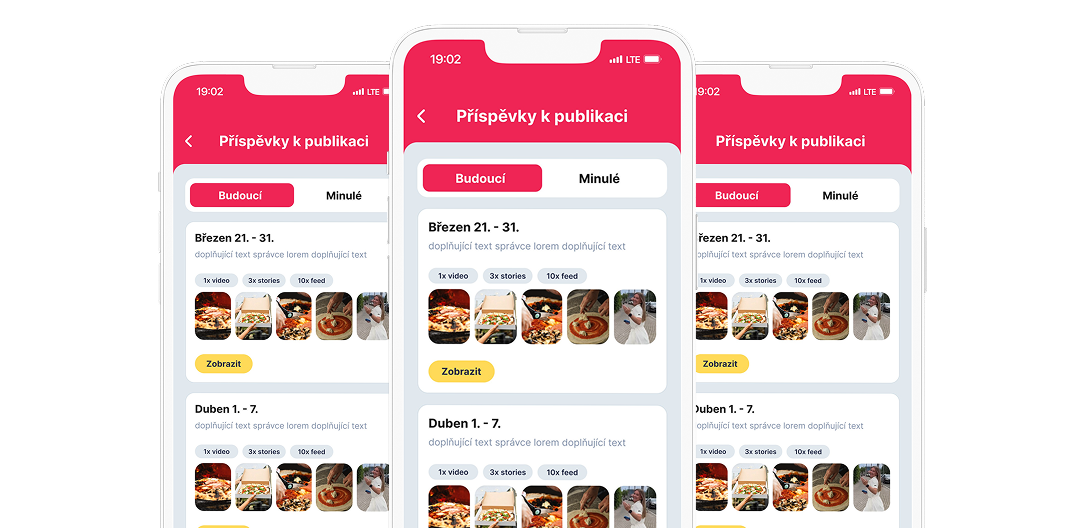 19:02 LTE
Příspěvky k publikaci
Budoucí Minulé
Březen 21. - 31.
doplňující text správce lorem doplňující text
1x video 3x stories 10x feed
Zobrazit
Duben 1. - 7.
doplňující text správce lorem doplňující text
1x video 3x stories 10x feed
19:02 LTE
Příspěvky k publikaci
Budoucí Minulé
Březen 21. - 31.
doplňující text správce lorem doplňující text
1x video 3x stories 10x feed
Zobrazit
Duben 1. - 7.
doplňující text správce lorem doplňující text
1x video 3x stories 10x feed
19:02 LTE
Příspěvky k publikaci
Budoucí Minulé
řezen 21. - 31.
oplňující text správce lorem doplňující text
1x video 3x stories 10x feed
Zobrazit
Duben 1. - 7.
oplňující text správce lorem doplňující text
1x video 3x stories 10x feed